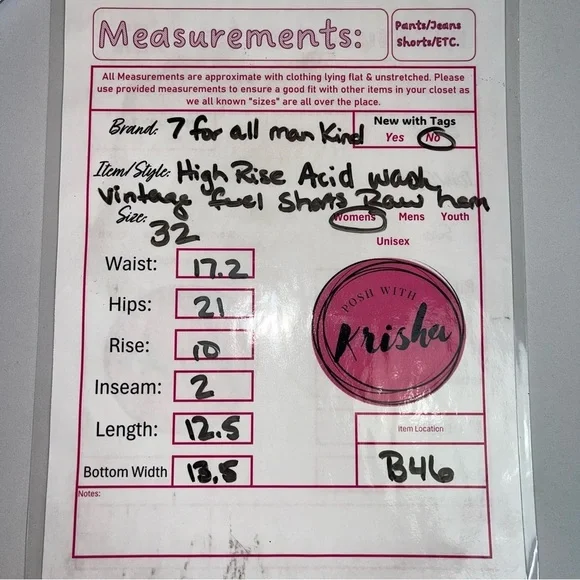 Measurements:
Pants/Jeans
Shorts/ETC.
All Measurements are approximate with clothing lying flat & unstretched. Please
use provided measurements to ensure a good fit with other items in your closet as
we all known "sizes" are all over the place.
Brand: 7 for all man Kind
New with Tags
Yes No
Item/Style: High Rise Acid wash
Vintage fuel Shorts Raw hem
Size: 32
Womens Mens Youth
Unisex
Waist: 17.2
Hips: 21
Rise: 10
Inseam: 2
Length: 12.5
Bottom Width 13.5
POSH WITH
Krisha
Item Location
B46
Notes: